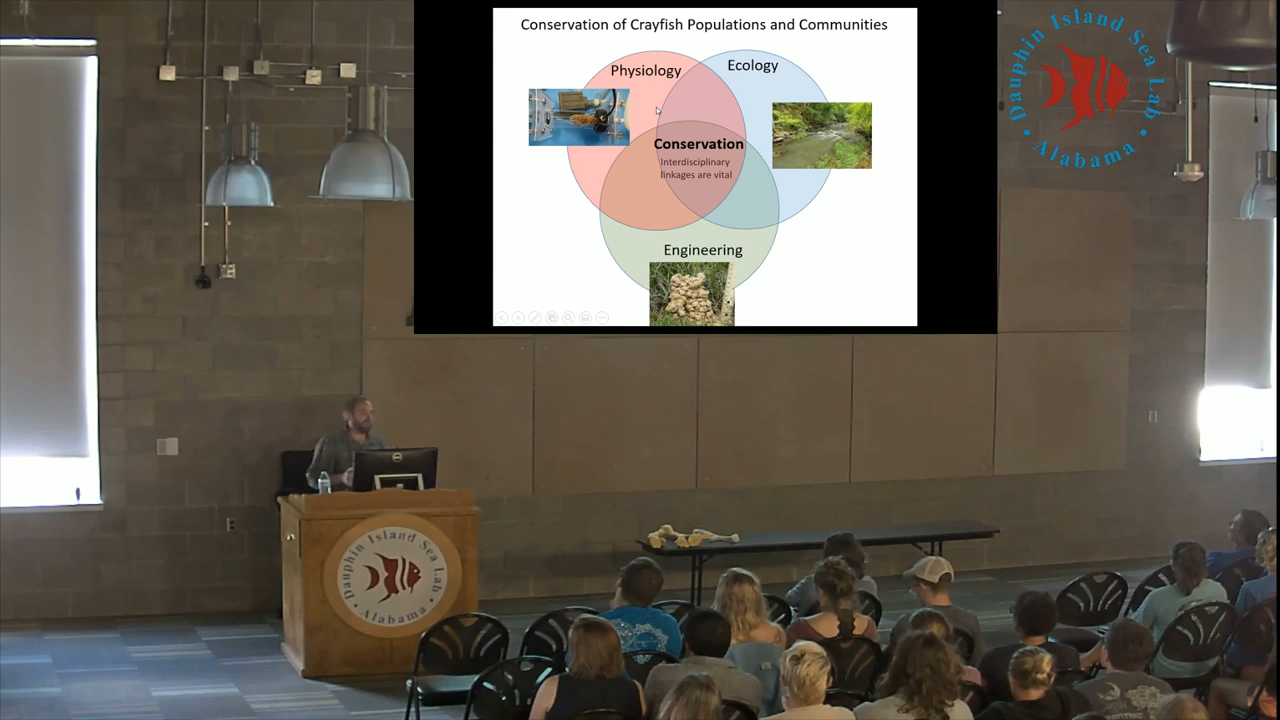 Conservation of Crayfish Populations and Communities
Physiology
Ecology
Conservation
Interdisciplinary
linkages are vital
Engineering
Dauphin Island Sea Lab
• Alabama •
DELL
Dauphin Island Sea Lab
• Alabama •